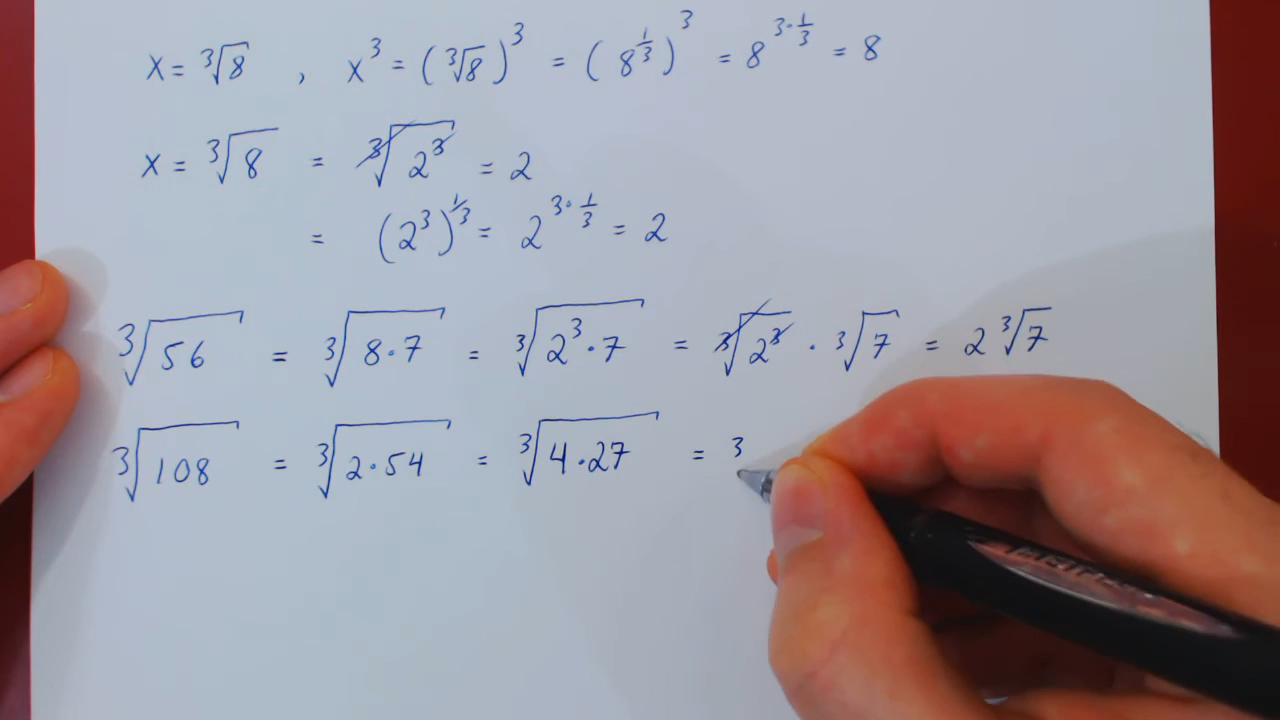 x = ∛8 , x³ = (∛8)³ = (8^{1/3})³ = 8^{3·1/3} = 8
x = ∛8 = ∛2³ = 2
= (2³)^{1/3} = 2^{3·1/3} = 2
∛56 = ∛8·7 = ∛2³·7 = ∛2³ · ∛7 = 2∛7
∛108 = ∛2·54 = ∛4·27 = 3